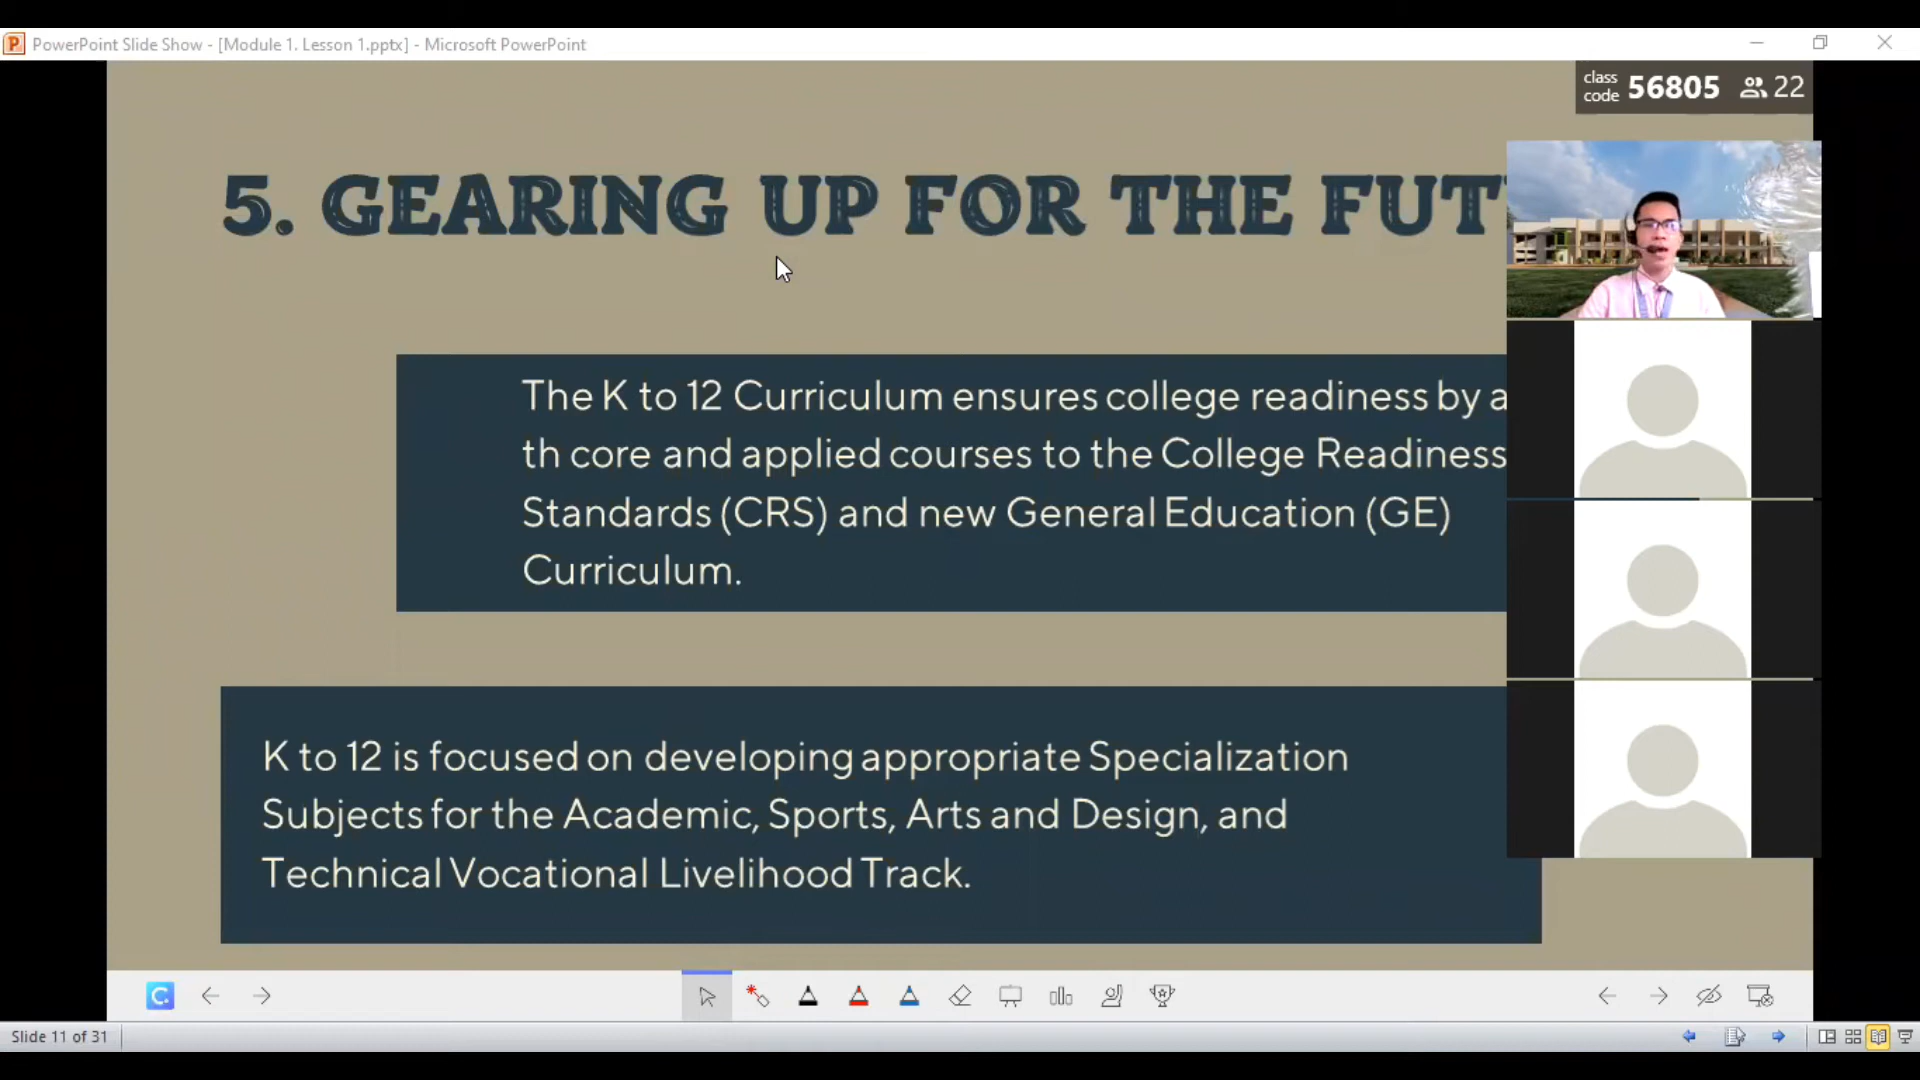 PowerPoint Slide Show - [Module 1. Lesson 1.pptx] - Microsoft PowerPoint
class code 56805 22
5. GEARING UP FOR THE FUT
The K to 12 Curriculum ensures college readiness by a
th core and applied courses to the College Readiness
Standards (CRS) and new General Education (GE)
Curriculum.
K to 12 is focused on developing appropriate Specialization
Subjects for the Academic, Sports, Arts and Design, and
Technical Vocational Livelihood Track.
Slide 11 of 31